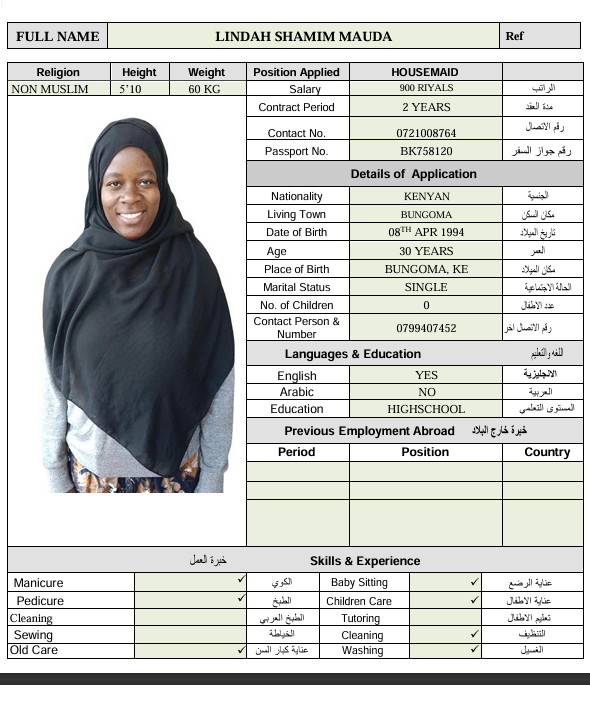 FULL NAME LINDAH SHAMIM MAUDA Ref
Religion Height Weight Position Applied HOUSEMAID
NON MUSLIM 5’10 60 KG Salary 900 RIYALS الراتب
Contract Period 2 YEARS مدة العقد
Contact No. 0721008764 رقم الاتصال
Passport No. BK758120 رقم جواز السفر
Details of Application
Nationality KENYAN الجنسية
Living Town BUNGOMA مكان السكن
Date of Birth 08TH APR 1994 تاريخ الميلاد
Age 30 YEARS العمر
Place of Birth BUNGOMA, KE مكان الميلاد
Marital Status SINGLE الحالة الاجتماعية
No. of Children 0 عدد الاطفال
Contact Person &
Number 0799407452 رقم الاتصال اخر
Languages & Education اللغه والتعليم
English YES الانجليزية
Arabic NO العربية
Education HIGHSCHOOL المستوى التعلمي
Previous Employment Abroad خبرة خارج البلاد
Period Position Country
خبرة العمل Skills & Experience
Manicure ✓ الكوي Baby Sitting ✓ عناية الرضع
Pedicure ✓ الطبخ Children Care ✓ عناية الاطفال
Cleaning الطبخ العربي Tutoring تعليم الاطفال
Sewing الخياطة Cleaning ✓ التنظيف
Old Care ✓ عناية كبار السن Washing ✓ الغسيل